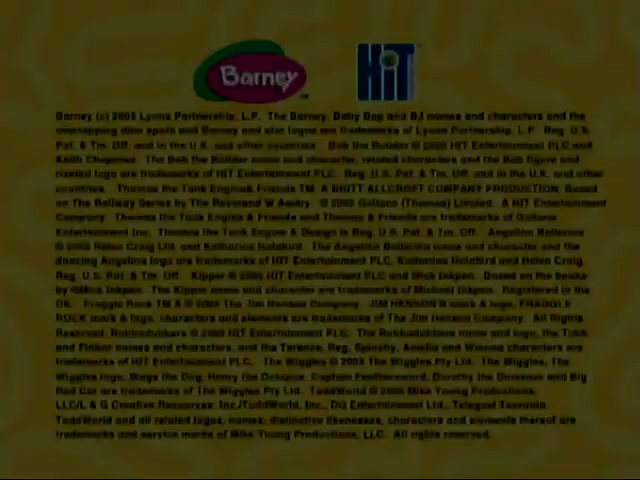 Barney
HiT
Barney (c) 2005 Lyons Partnership, L.P. The Barney, Baby Bop and BJ names and characters and the
overlapping dino spots and Barney and star logos are trademarks of Lyons Partnership, L.P. Reg. U.S.
Pat. & Tm. Off. and in the U.K. and other countries. Bob the Builder © 2005 HIT Entertainment PLC and
Keith Chapman. The Bob the Builder name and character, related characters and the Bob figure and
riveted logo are trademarks of HIT Entertainment PLC. Reg. U.S. Pat. & Tm. Off. and in the U.K. and other
countries. Thomas the Tank Engine& Friends TM A BRITT ALLCROFT COMPANY PRODUCTION. Based
on The Railway Series by The Reverend W Awdry. © 2005 Gullane (Thomas) Limited. A HIT Entertainment
Company. Thomas the Tank Engine & Friends and Thomas & Friends are trademarks of Gullane
Entertainment Inc. Thomas the Tank Engine & Design is Reg. U.S. Pat. & Tm. Off. Angelina Ballerina
© 2005 Helen Craig Ltd. and Katharine Holabird. The Angelina Ballerina name and character and the
dancing Angelina logo are trademarks of HIT Entertainment PLC, Katharine Holabird and Helen Craig.
Reg. U.S. Pat. & Tm. Off. Kipper © 2005 HIT Entertainment PLC and Mick Inkpen. Based on the books
by ©Mick Inkpen. The Kipper name and character are trademarks of Michael Inkpen. Registered in the
UK. Fraggle Rock TM & © 2005 The Jim Henson Company. JIM HENSON'S mark & logo, FRAGGLE
ROCK mark & logo, characters and elements are trademarks of The Jim Henson Company. All Rights
Reserved. Rubbadubbers © 2005 HIT Entertainment PLC. The Rubbadubbers name and logo, the Tubb
and Finbar names and characters, and the Terence, Reg, Sploshy, Amelia and Winona characters are
trademarks of HIT Entertainment PLC. The Wiggles © 2005 The Wiggles Pty Ltd. The Wiggles, The
Wiggles logo, Wags the Dog, Henry the Octopus, Captain Feathersword, Dorothy the Dinosaur and Big
Red Car are trademarks of The Wiggles Pty Ltd. ToddWorld © 2005 Mike Young Productions,
LLC/L & G Creative Resources, Inc./ToddWorld, Inc., DQ Entertainment Ltd., Telegael Teoranta.
ToddWorld and all related logos, names, distinctive likenesses, characters and elements thereof are
trademarks and service marks of Mike Young Productions, LLC. All rights reserved.